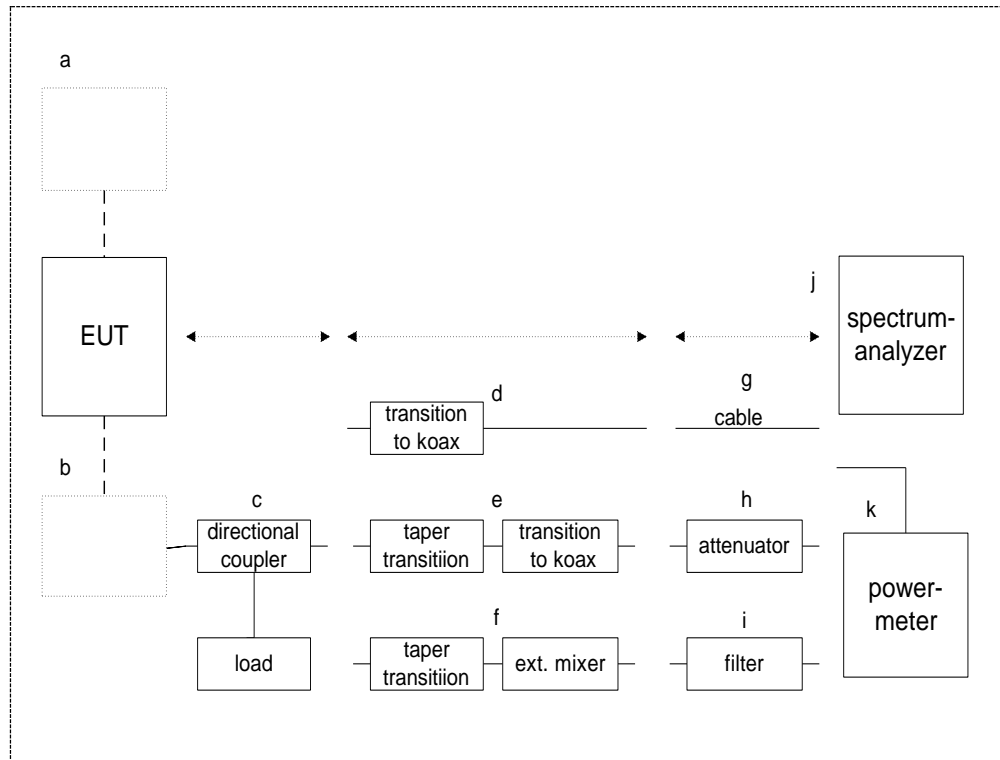 a
EUT
j
spectrum-
analyzer
d
transition
to koax
g
cable
b
c
directional
coupler
e
taper
transitiion
transition
to koax
h
attenuator
k
power-
meter
load
f
taper
transitiion
ext. mixer
i
filter